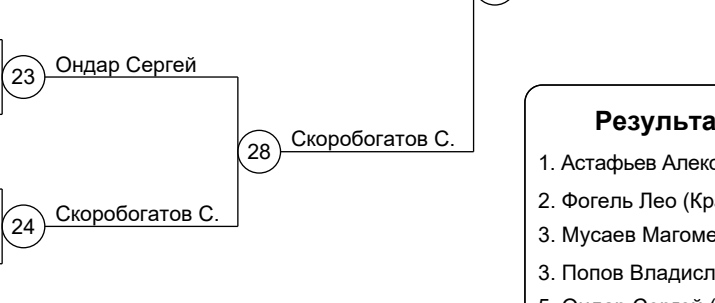 23 Ондар Сергей
28 Скоробогатов С.
24 Скоробогатов С.
Результа
1. Астафьев Алекс
2. Фогель Лео (Кр
3. Мусаев Магоме
3. Попов Владисл